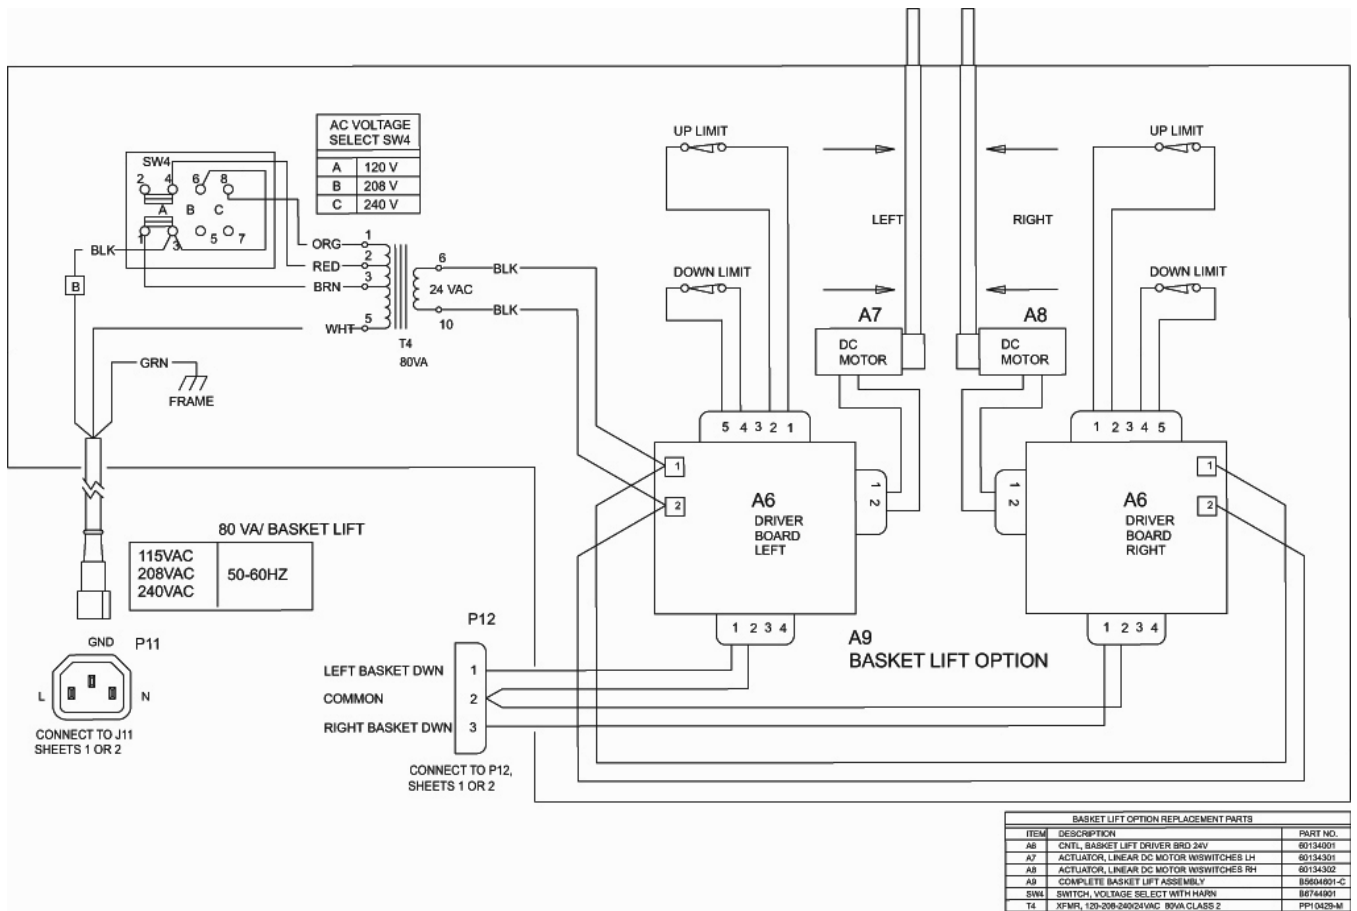 AC VOLTAGE
SELECT SW4
A 120 V
B 208 V
C 240 V
SW4
2 4 6 8
A B C
1 3 5 7
BLK
B
ORG 1
RED 2
BRN 3
WHT 5
6 BLK
24 VAC
BLK
10
T4
80VA
GRN
FRAME
UP LIMIT
DOWN LIMIT
LEFT
RIGHT
UP LIMIT
DOWN LIMIT
A7
DC
MOTOR
A8
DC
MOTOR
5 4 3 2 1
1
2
A6
DRIVER
BOARD
LEFT
1
2
1 2 3 4
1 2 3 4 5
1
2
A6
DRIVER
BOARD
RIGHT
1
2
1 2 3 4
A9
BASKET LIFT OPTION
80 VA/ BASKET LIFT
115VAC
208VAC
240VAC
50-60HZ
GND P11
L N
CONNECT TO J11
SHEETS 1 OR 2
P12
LEFT BASKET DWN 1
COMMON 2
RIGHT BASKET DWN 3
CONNECT TO P12,
SHEETS 1 OR 2
BASKET LIFT OPTION REPLACEMENT PARTS
ITEM DESCRIPTION PART NO.
A6 CNTL, BASKET LIFT DRIVER BRD 24V 60134001
A7 ACTUATOR, LINEAR DC MOTOR W/SWITCHES LH 60134301
A8 ACTUATOR, LINEAR DC MOTOR W/SWITCHES RH 60134302
A9 COMPLETE BASKET LIFT ASSEMBLY B5604601-C
SW4 SWITCH, VOLTAGE SELECT WITH HARN B6744901
T4 XFMR, 120-208-240/24VAC 80VA CLASS 2 PP10429-M